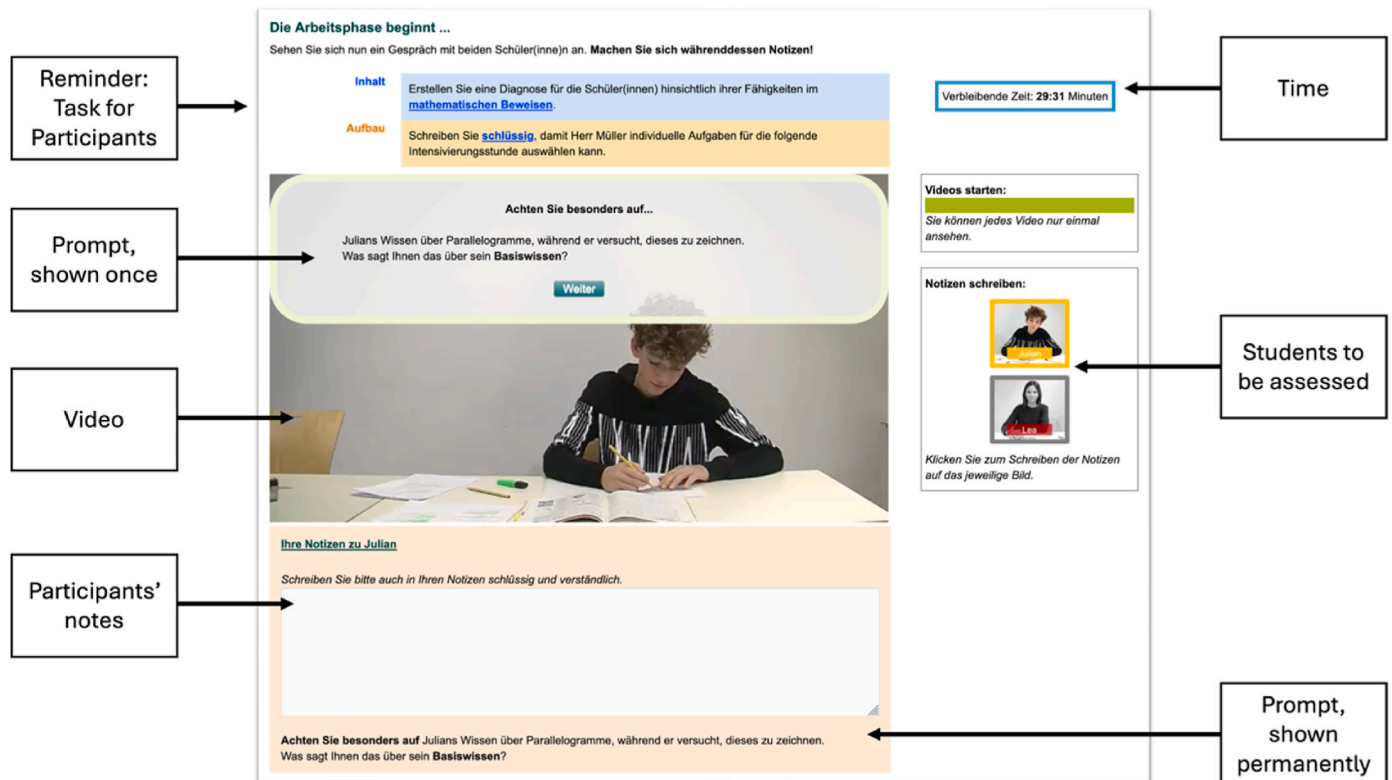 Die Arbeitsphase beginnt ...
Sehen Sie sich nun ein Gespräch mit beiden Schüler(inne)n an. Machen Sie sich währenddessen Notizen!
Reminder:
Task for
Participants
Inhalt
Erstellen Sie eine Diagnose für die Schüler(innen) hinsichtlich ihrer Fähigkeiten im
mathematischen Beweisen.
Aufbau
Schreiben Sie schlüssig, damit Herr Müller individuelle Aufgaben für die folgende
Intensivierungsstunde auswählen kann.
Verbleibende Zeit: 29:31 Minuten
Time
Prompt,
shown once
Achten Sie besonders auf...
Julians Wissen über Parallelogramme, während er versucht, dieses zu zeichnen.
Was sagt Ihnen das über sein Basiswissen?
Weiter
Videos starten:
Sie können jedes Video nur einmal
ansehen.
Video
Notizen schreiben:
Julian
Lea
Klicken Sie zum Schreiben der Notizen
auf das jeweilige Bild.
Students to
be assessed
Participants'
notes
Ihre Notizen zu Julian
Schreiben Sie bitte auch in Ihren Notizen schlüssig und verständlich.
Achten Sie besonders auf Julians Wissen über Parallelogramme, während er versucht, dieses zu zeichnen.
Was sagt Ihnen das über sein Basiswissen?
Prompt,
shown
permanently